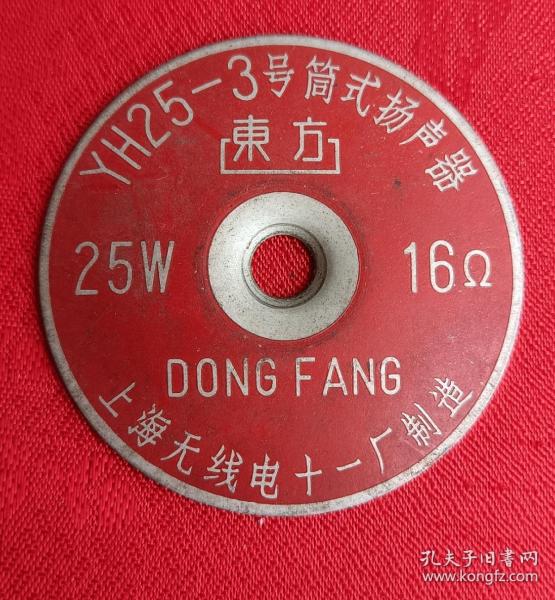 YH25-3号筒式扬声器
東方
25W 16Ω
DONG FANG
上海无线电十一厂制造
孔夫子旧书网
www.kongfz.com